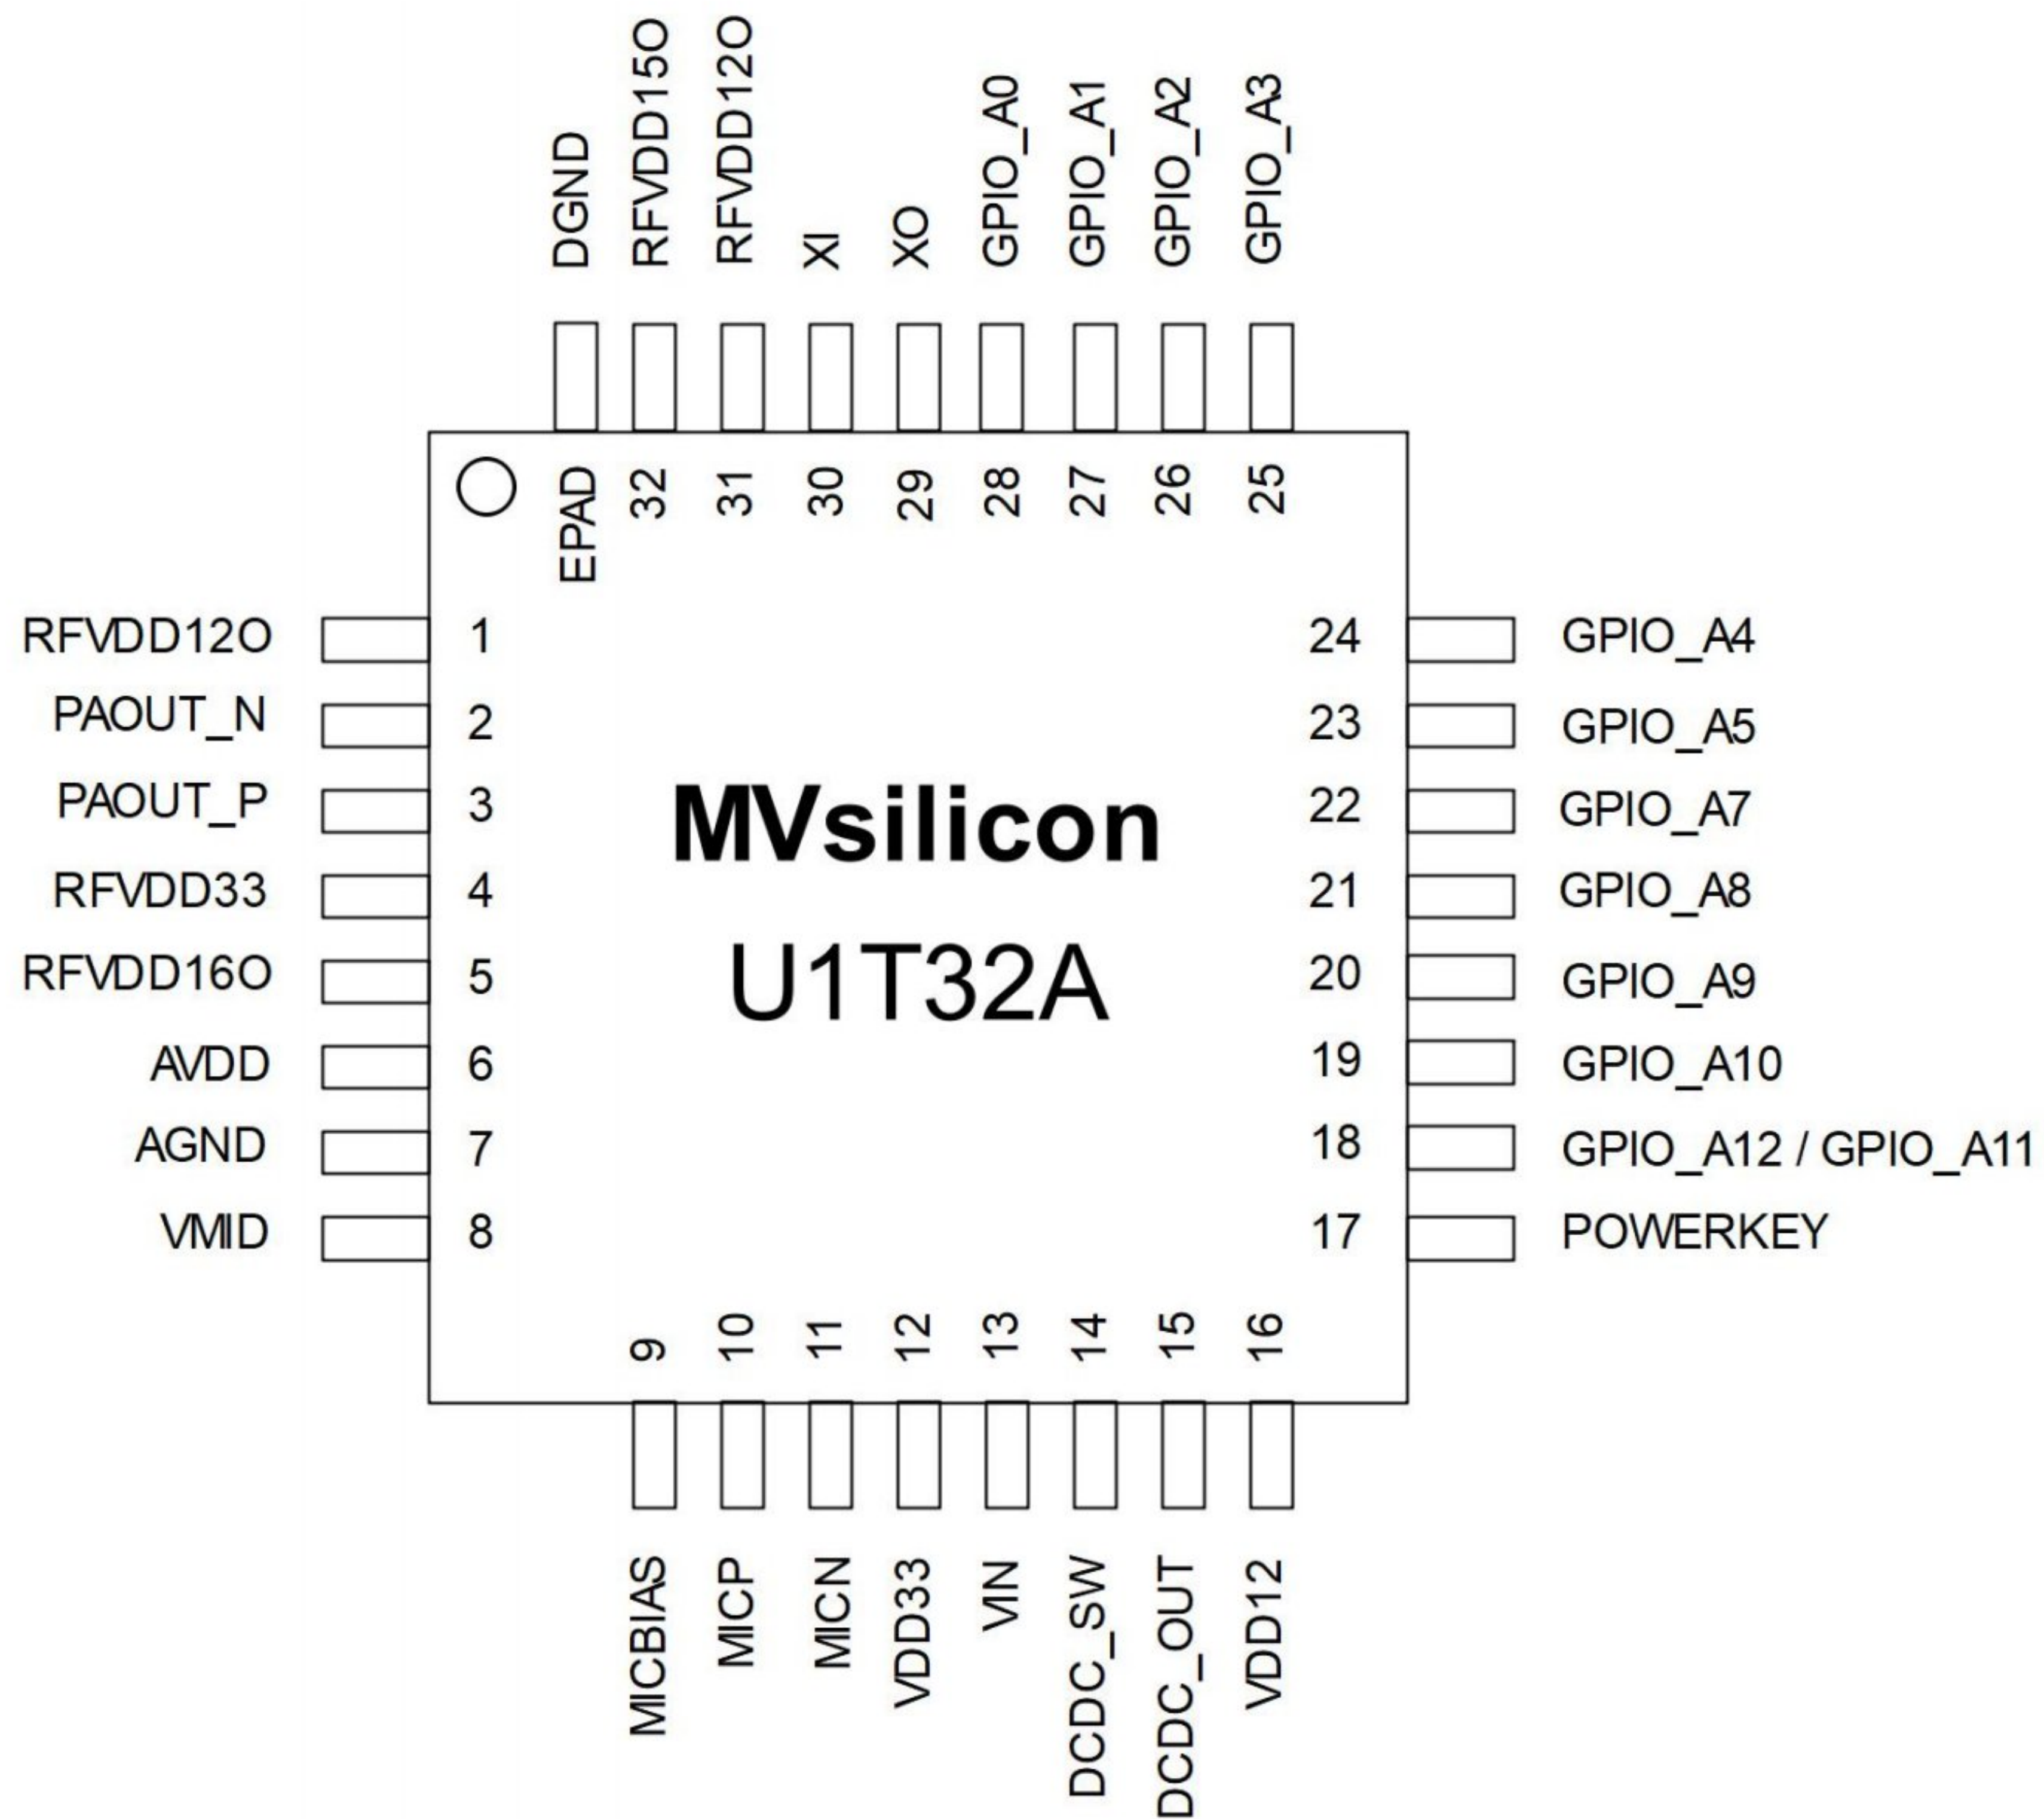 DGND
RFVDD15O
RFVDD12O
XI
XO
GPIO_A0
GPIO_A1
GPIO_A2
GPIO_A3
EPAD
32
31
30
29
28
27
26
25
RFVDD12O
1
PAOUT_N
2
PAOUT_P
3
RFVDD33
4
RFVDD16O
5
AVDD
6
AGND
7
VMID
8
MVsilicon
U1T32A
24
GPIO_A4
23
GPIO_A5
22
GPIO_A7
21
GPIO_A8
20
GPIO_A9
19
GPIO_A10
18
GPIO_A12 / GPIO_A11
17
POWERKEY
9
10
11
12
13
14
15
16
MICBIAS
MICP
MICN
VDD33
VIN
DCDC_SW
DCDC_OUT
VDD12